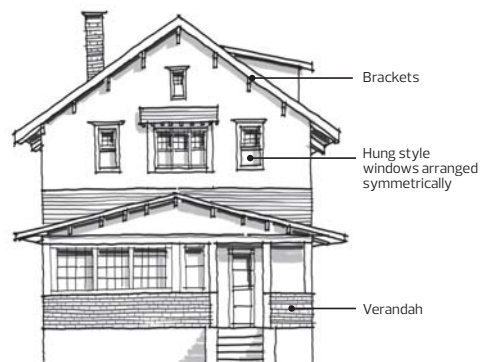 Brackets
Hung style
windows arranged
symmetrically
Verandah